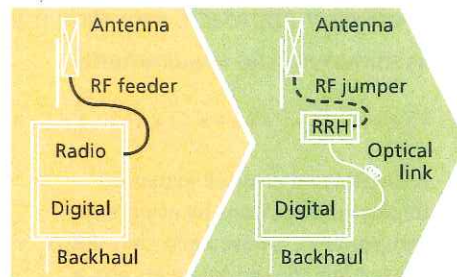 Antenna
RF feeder
Radio
Digital
Backhaul
Antenna
RF jumper
RRH
Optical
link
Digital
Backhaul